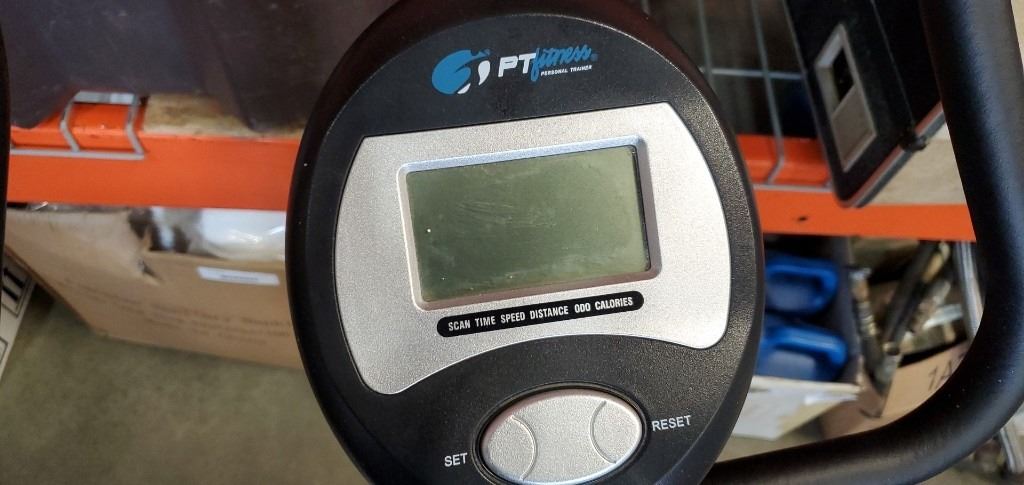 PTfitness®
PERSONAL TRAINER
SCAN TIME SPEED DISTANCE ODO CALORIES
SET
RESET